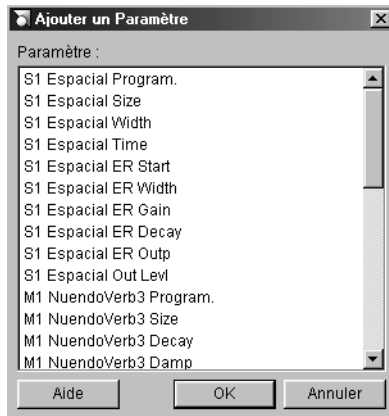 Ajouter un Paramètre
Paramètre :
S1 Espacial Program.
S1 Espacial Size
S1 Espacial Width
S1 Espacial Time
S1 Espacial ER Start
S1 Espacial ER Width
S1 Espacial ER Gain
S1 Espacial ER Decay
S1 Espacial ER Outp
S1 Espacial Out Levl
M1 NuendoVerb3 Program.
M1 NuendoVerb3 Size
M1 NuendoVerb3 Decay
M1 NuendoVerb3 Damp
Aide OK Annuler